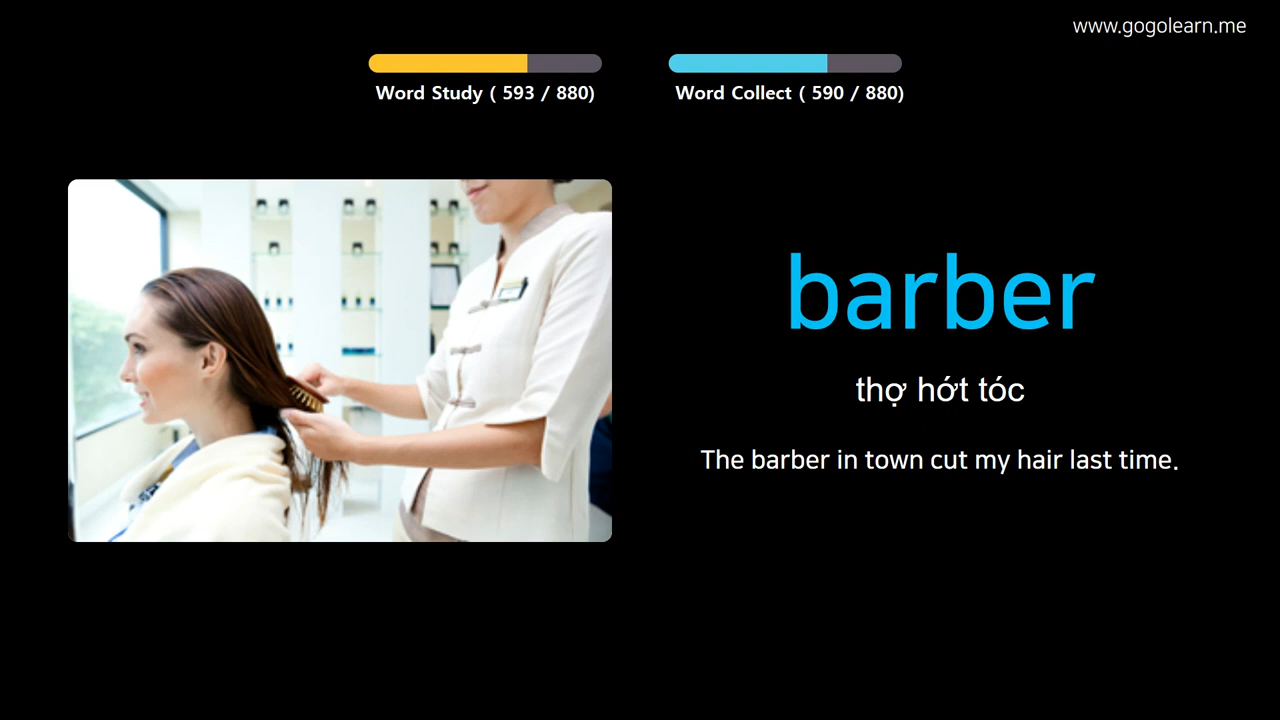 www.gogolearn.me
Word Study ( 593 / 880)
Word Collect ( 590 / 880)
barber
thợ hớt tóc
The barber in town cut my hair last time.